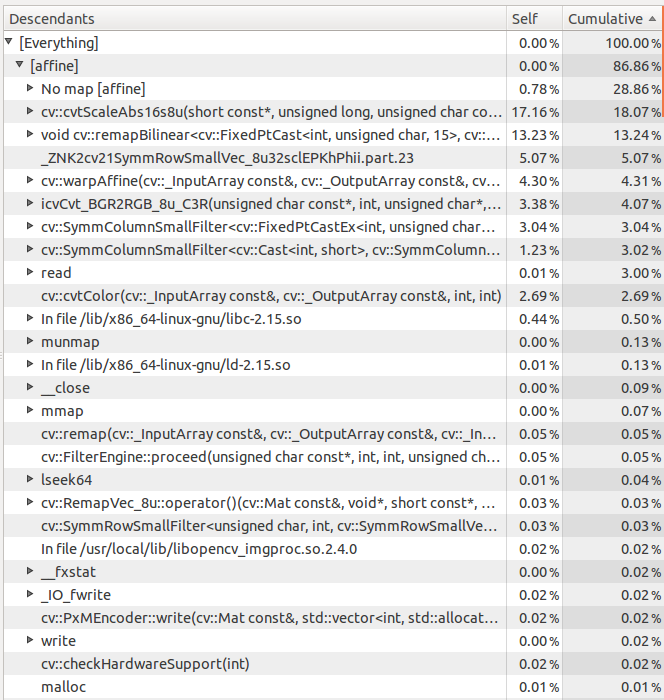 Descendants Self Cumulative
[Everything] 0.00 % 100.00 %
[affine] 0.00 % 86.86 %
No map [affine] 0.78 % 28.86 %
cv::cvtScaleAbs16s8u(short const*, unsigned long, unsigned char co... 17.16 % 18.07 %
void cv::remapBilinear<cv::FixedPtCast<int, unsigned char, 15>, cv::... 13.23 % 13.24 %
_ZNK2cv21SymmRowSmallVec_8u32sclEPKhPhii.part.23 5.07 % 5.07 %
cv::warpAffine(cv::_InputArray const&, cv::_OutputArray const&, cv... 4.30 % 4.31 %
icvCvt_BGR2RGB_8u_C3R(unsigned char const*, int, unsigned char*,... 3.38 % 4.07 %
cv::SymmColumnSmallFilter<cv::FixedPtCastEx<int, unsigned char... 3.04 % 3.04 %
cv::SymmColumnSmallFilter<cv::Cast<int, short>, cv::SymmColumn... 1.23 % 3.02 %
read 0.01 % 3.00 %
cv::cvtColor(cv::_InputArray const&, cv::_OutputArray const&, int, int) 2.69 % 2.69 %
In file /lib/x86_64-linux-gnu/libc-2.15.so 0.44 % 0.50 %
munmap 0.00 % 0.13 %
In file /lib/x86_64-linux-gnu/ld-2.15.so 0.01 % 0.13 %
__close 0.00 % 0.09 %
mmap 0.00 % 0.07 %
cv::remap(cv::_InputArray const&, cv::_OutputArray const&, cv::_In... 0.05 % 0.05 %
cv::FilterEngine::proceed(unsigned char const*, int, int, unsigned ch... 0.05 % 0.05 %
lseek64 0.01 % 0.04 %
cv::RemapVec_8u::operator()(cv::Mat const&, void*, short const*, ... 0.03 % 0.03 %
cv::SymmRowSmallFilter<unsigned char, int, cv::SymmRowSmallVe... 0.03 % 0.03 %
In file /usr/local/lib/libopencv_imgproc.so.2.4.0 0.02 % 0.02 %
__fxstat 0.00 % 0.02 %
_IO_fwrite 0.02 % 0.02 %
cv::PxMEncoder::write(cv::Mat const&, std::vector<int, std::allocat... 0.02 % 0.02 %
write 0.02 % 0.02 %
cv::checkHardwareSupport(int) 0.02 % 0.02 %
malloc 0.01 % 0.01 %